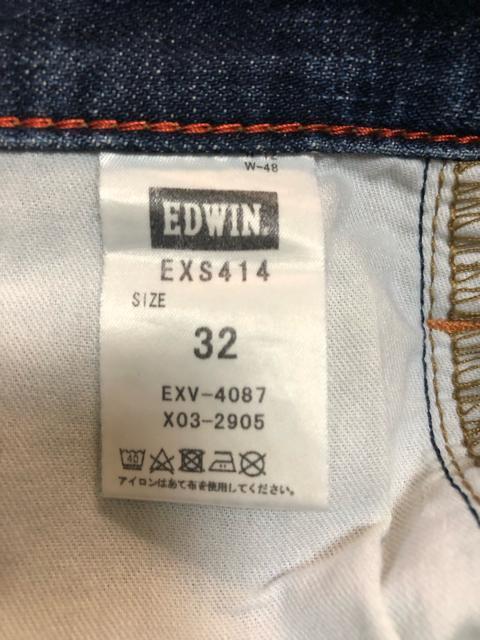 W-48
EDWIN.
EXS414
SIZE
32
EXV-4087
X03-2905
40
アイロンはあて布を使用してください。